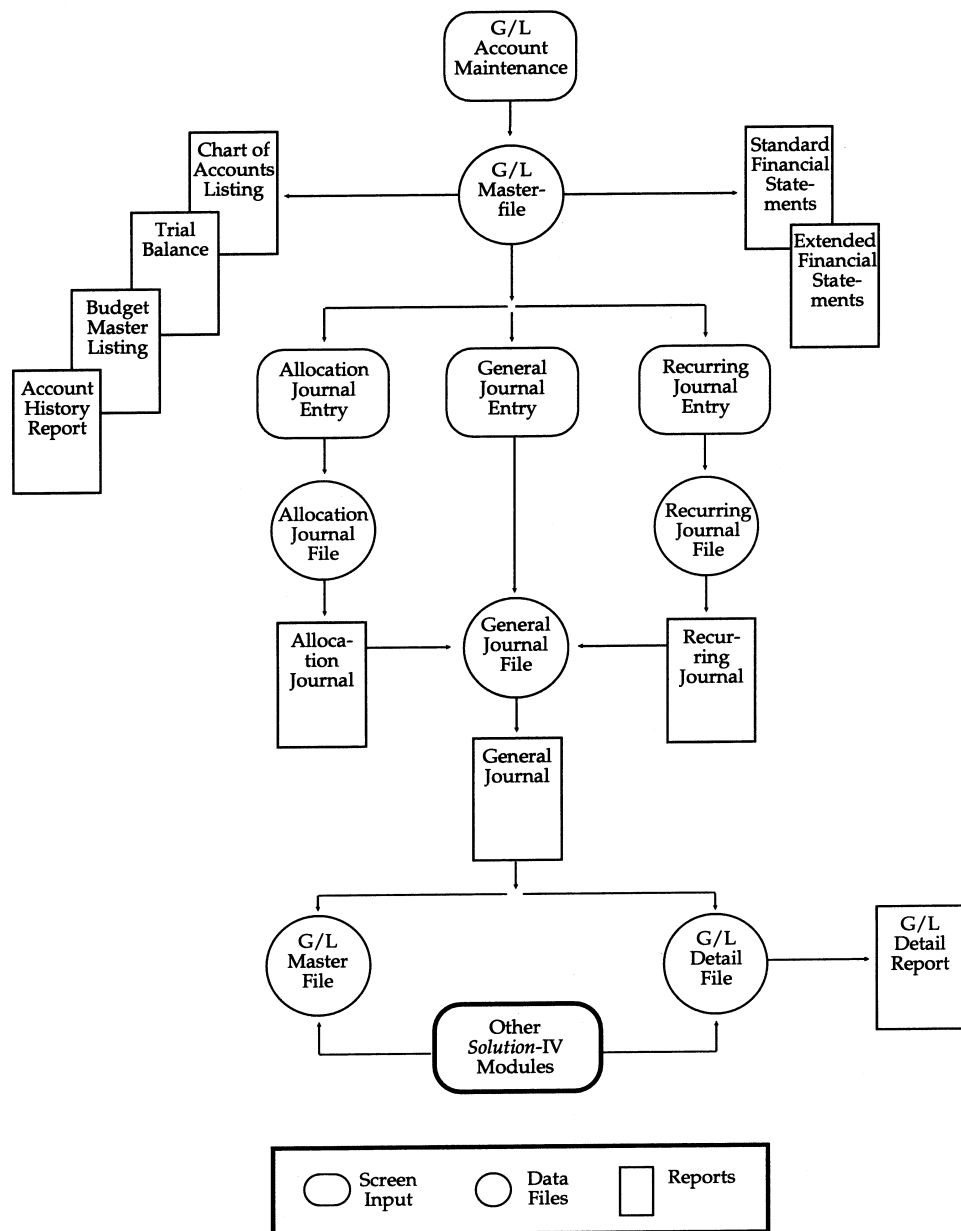 G/L
Account
Maintenance
Chart of
Accounts
Listing
Trial
Balance
Budget
Master
Listing
Account
History
Report
G/L
Master-
file
Standard
Financial
State-
ments
Extended
Financial
State-
ments
Allocation
Journal
Entry
General
Journal
Entry
Recurring
Journal
Entry
Allocation
Journal
File
Recurring
Journal
File
Alloca-
tion
Journal
General
Journal
File
Recur-
rring
Journal
General
Journal
G/L
Master
File
G/L
Detail
File
G/L
Detail
Report
Other
Solution-IV
Modules
Screen
Input
Data
Files
Reports